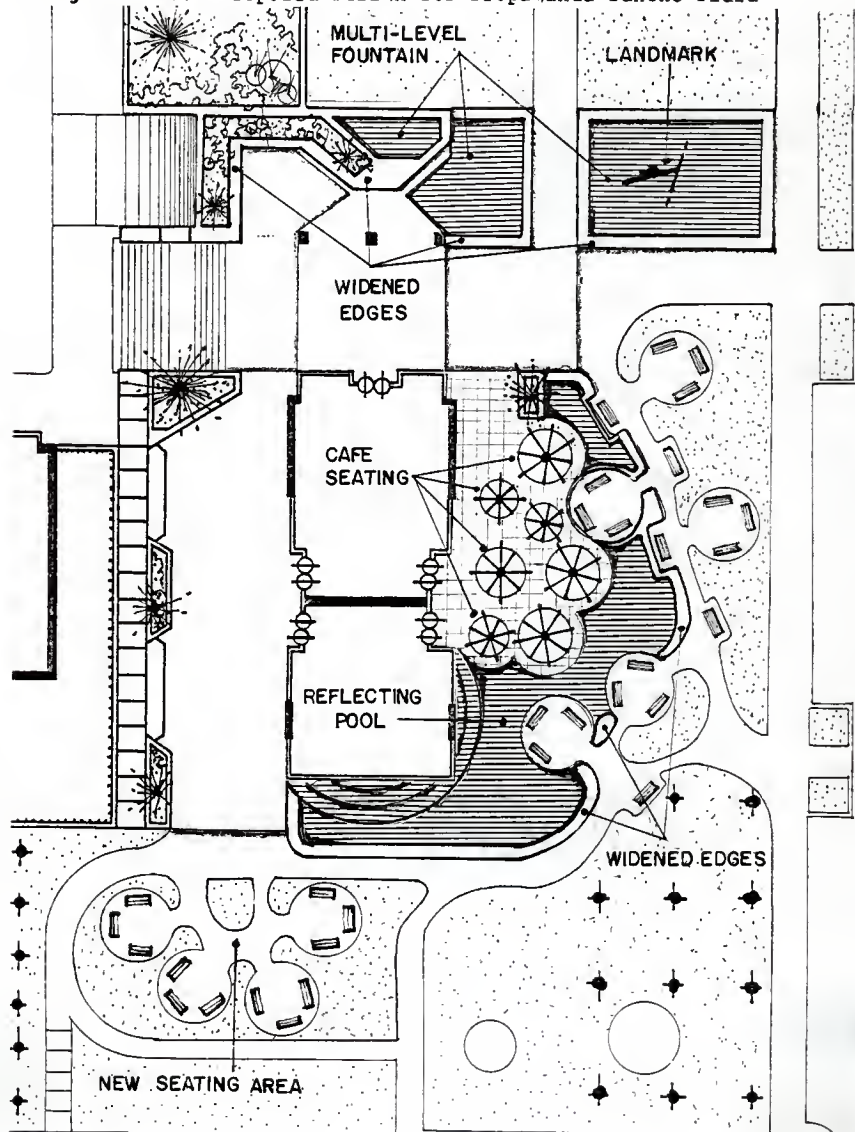 MULTI-LEVEL
FOUNTAIN
LANDMARK
WIDENED
EDGES
CAFE
SEATING
REFLECTING
POOL
WIDENED EDGES
NEW SEATING AREA